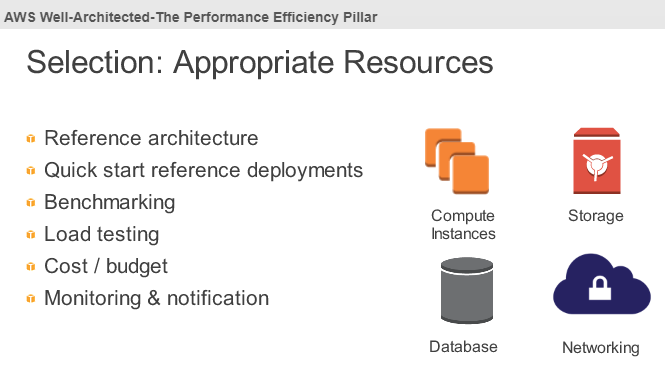 AWS Well-Architected-The Performance Efficiency Pillar
Selection: Appropriate Resources
Reference architecture
Quick start reference deployments
Benchmarking
Load testing
Cost / budget
Monitoring & notification
Compute
Instances
Storage
Database
Networking